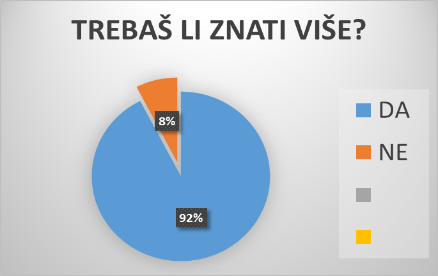 TREBAŠ LI ZNATI VIŠE?
8%
92%
DA
NE